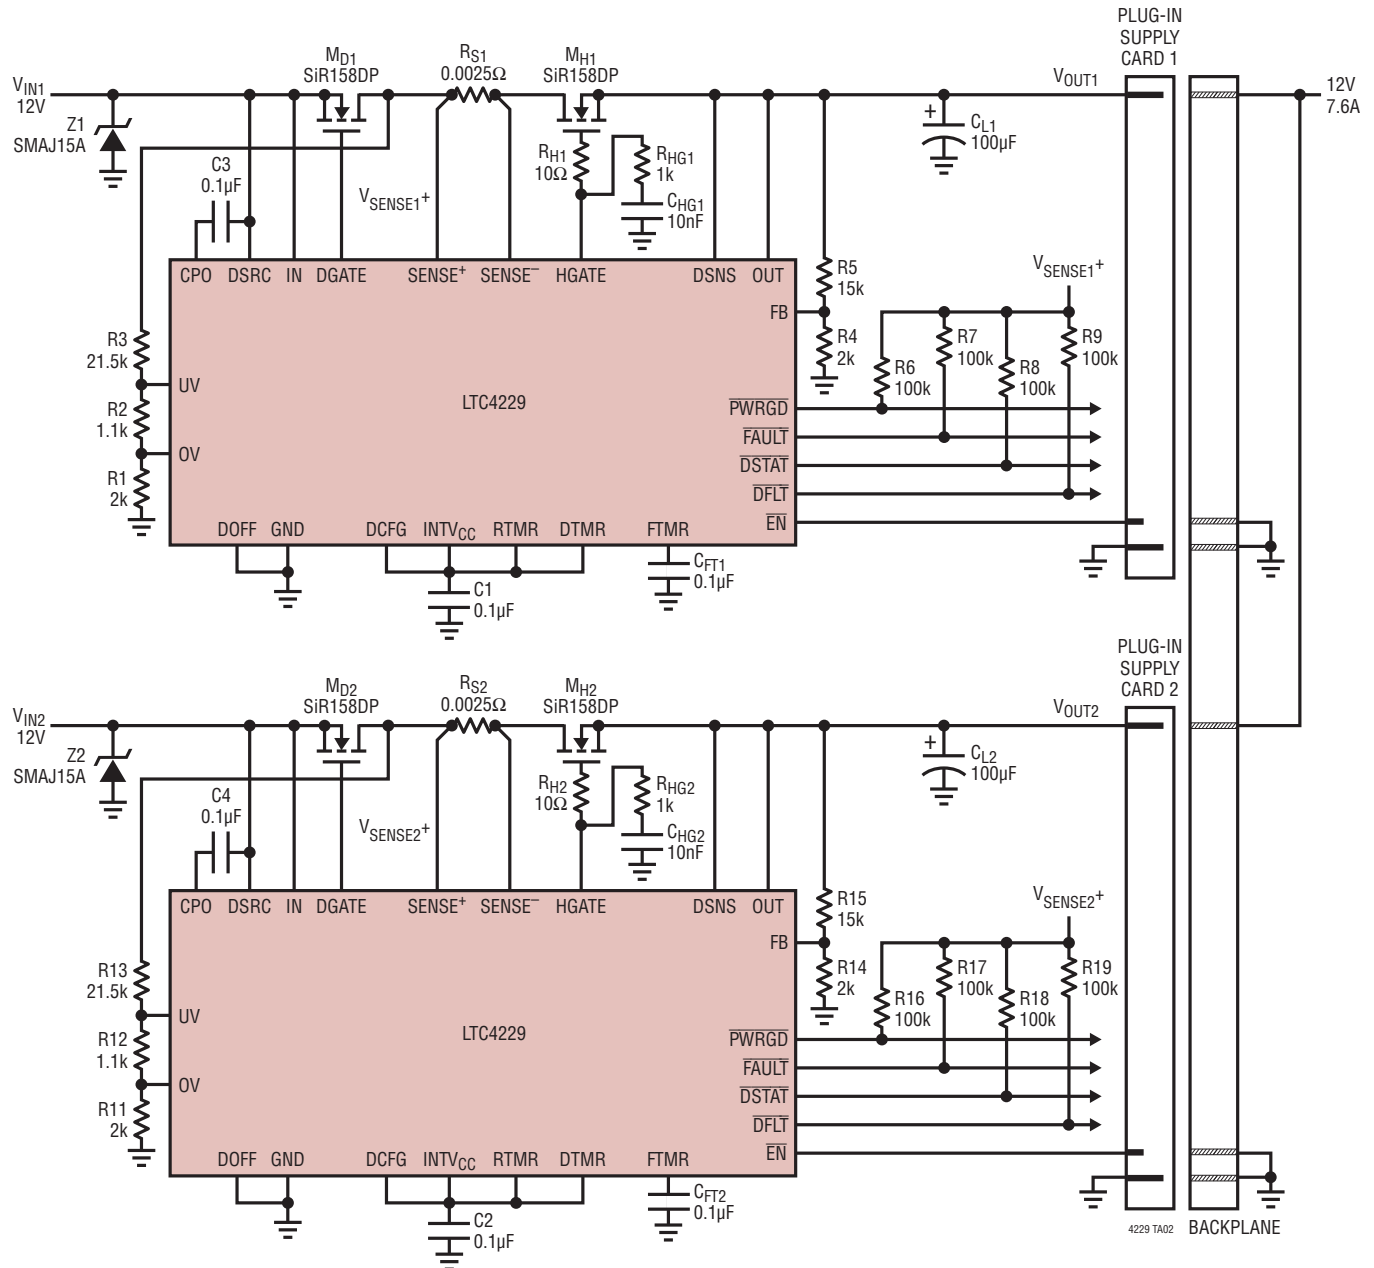 PLUG-IN
SUPPLY
CARD 1
VIN1
12V
MD1
SiR158DP
RS1
0.0025Ω
MH1
SiR158DP
VOUT1
12V
7.6A
Z1
SMAJ15A
+
CL1
100µF
C3
0.1µF
VSENSE1+
RH1
10Ω
RHG1
1k
CHG1
10nF
CPO
DSRC
IN
DGATE
SENSE+
SENSE–
HGATE
DSNS
OUT
VSENSE1+
R5
15k
FB
R4
2k
R6
100k
R7
100k
R8
100k
R9
100k
R3
21.5k
UV
R2
1.1k
OV
R1
2k
LTC4229
PWRGD
FAULT
DSTAT
DFLT
EN
DOFF
GND
DCFG
INTVCC
RTMR
DTMR
FTMR
C1
0.1µF
CFT1
0.1µF
PLUG-IN
SUPPLY
CARD 2
VIN2
12V
MD2
SiR158DP
RS2
0.0025Ω
MH2
SiR158DP
VOUT2
Z2
SMAJ15A
+
CL2
100µF
C4
0.1µF
VSENSE2+
RH2
10Ω
RHG2
1k
CHG2
10nF
CPO
DSRC
IN
DGATE
SENSE+
SENSE–
HGATE
DSNS
OUT
VSENSE2+
R15
15k
FB
R14
2k
R16
100k
R17
100k
R18
100k
R19
100k
R13
21.5k
UV
R12
1.1k
OV
R11
2k
LTC4229
PWRGD
FAULT
DSTAT
DFLT
EN
DOFF
GND
DCFG
INTVCC
RTMR
DTMR
FTMR
C2
0.1µF
CFT2
0.1µF
4229 TA02
BACKPLANE